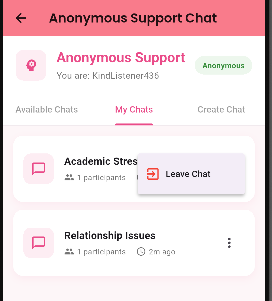 Anonymous Support Chat
Anonymous Support
You are: KindListener436
Anonymous
Available Chats
My Chats
Create Chat
Academic Stres
1 participants
Leave Chat
Relationship Issues
1 participants
2m ago